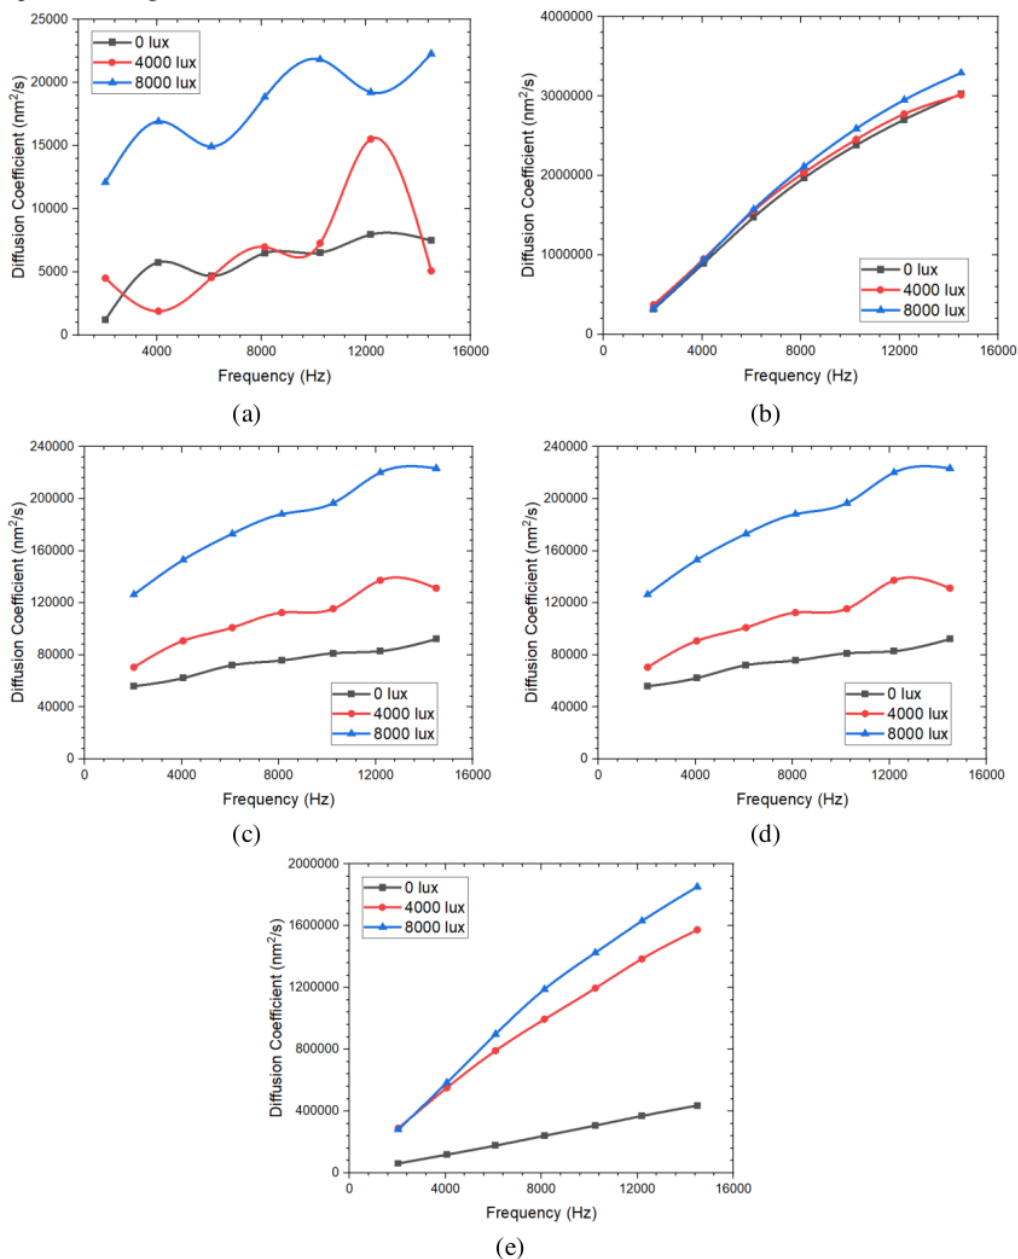 25000
20000
15000
10000
5000
0
Diffusion Coefficient (nm²/s)
0 lux
4000 lux
8000 lux
4000 8000 12000 16000
Frequency (Hz)
(a)
4000000
3000000
2000000
1000000
0
Diffusion Coefficient (nm²/s)
0 lux
4000 lux
8000 lux
0 4000 8000 12000 16000
Frequency (Hz)
(b)
240000
200000
160000
120000
80000
40000
0
Diffusion Coefficient (nm²/s)
0 lux
4000 lux
8000 lux
0 4000 8000 12000 16000
Frequency (Hz)
(c)
240000
200000
160000
120000
80000
40000
0
Diffusion Coefficient (nm²/s)
0 lux
4000 lux
8000 lux
0 4000 8000 12000 16000
Frequency (Hz)
(d)
2000000
1600000
1200000
800000
400000
0
Diffusion Coefficient (nm²/s)
0 lux
4000 lux
8000 lux
0 4000 8000 12000 16000
Frequency (Hz)
(e)